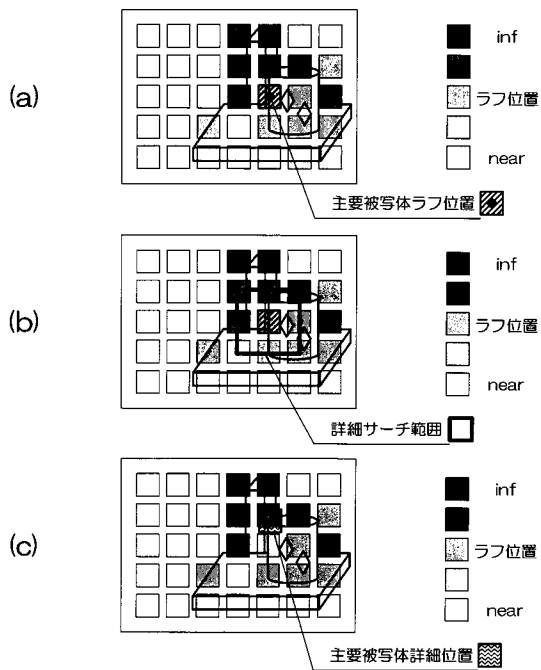 (a)
inf
ラフ位置
near
主要被写体ラフ位置
(b)
inf
ラフ位置
near
詳細サーチ範囲
(c)
inf
ラフ位置
near
主要被写体詳細位置